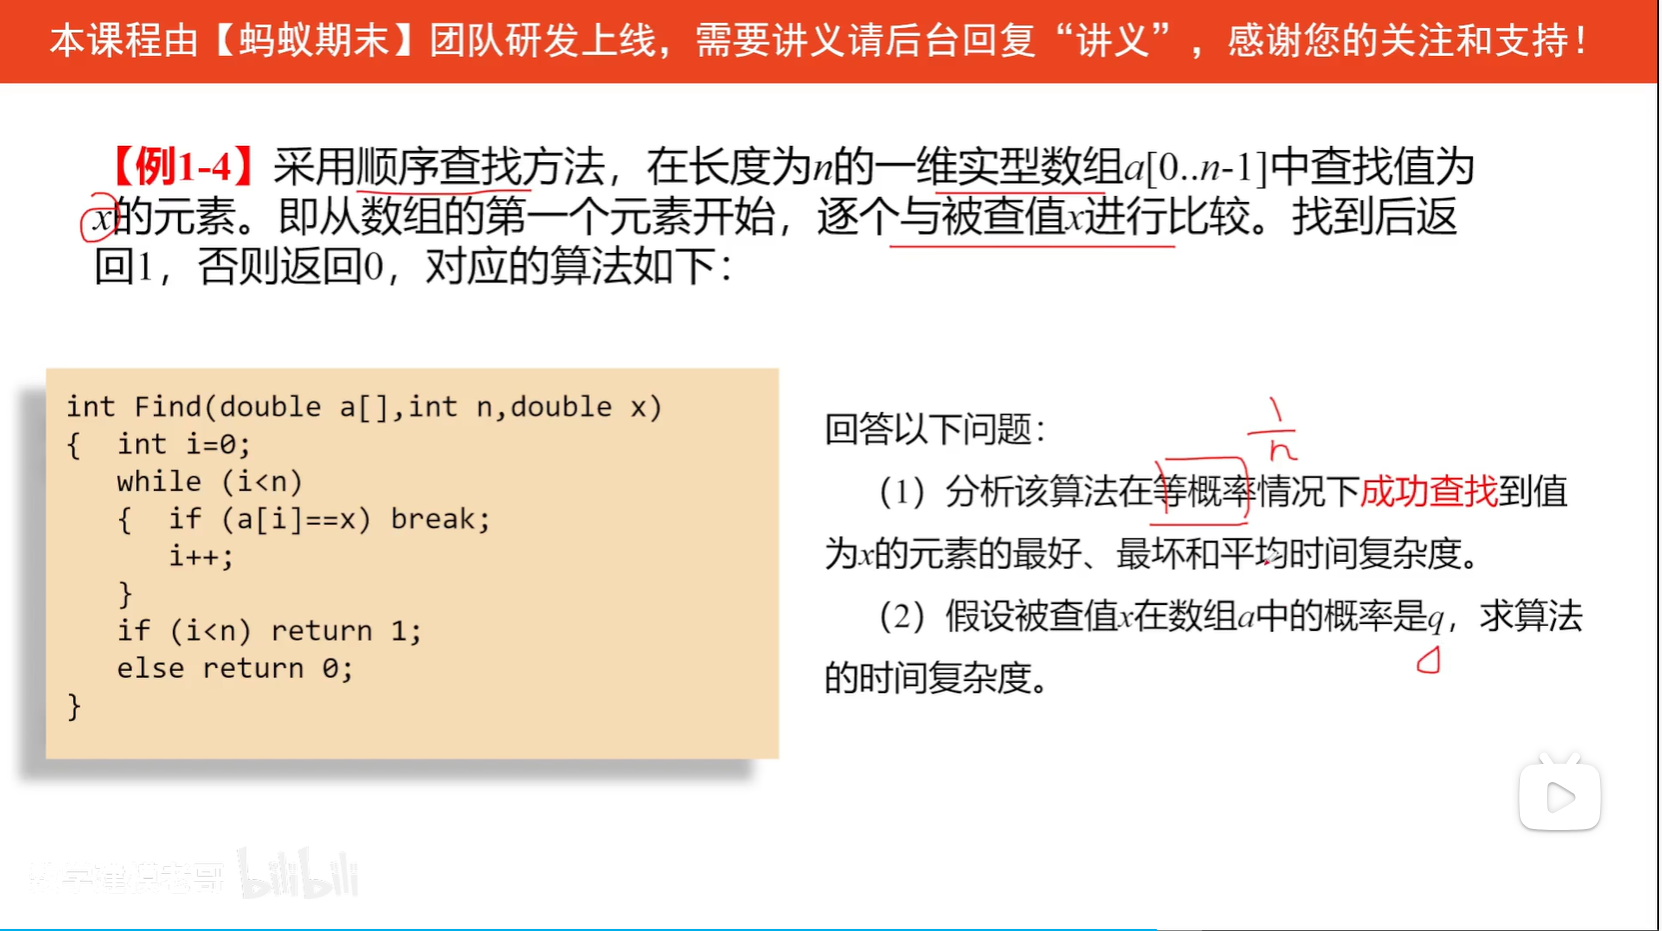 本课程由【蚂蚁期末】团队研发上线，需要讲义请后台回复“讲义”，感谢您的关注和支持！
【例1-4】采用顺序查找方法，在长度为n的一维实型数组a[0..n-1]中查找值为
x的元素。即从数组的第一个元素开始，逐个与被查值x进行比较。找到后返
回1，否则返回0，对应的算法如下：
int Find(double a[],int n,double x)
{ int i=0;
while (i<n)
{ if (a[i]==x) break;
i++;
}
if (i<n) return 1;
else return 0;
}
1
n
回答以下问题：
（1）分析该算法在等概率情况下成功查找到值
为x的元素的最好、最坏和平均时间复杂度。
（2）假设被查值x在数组a中的概率是q，求算法
的时间复杂度。
bilibili